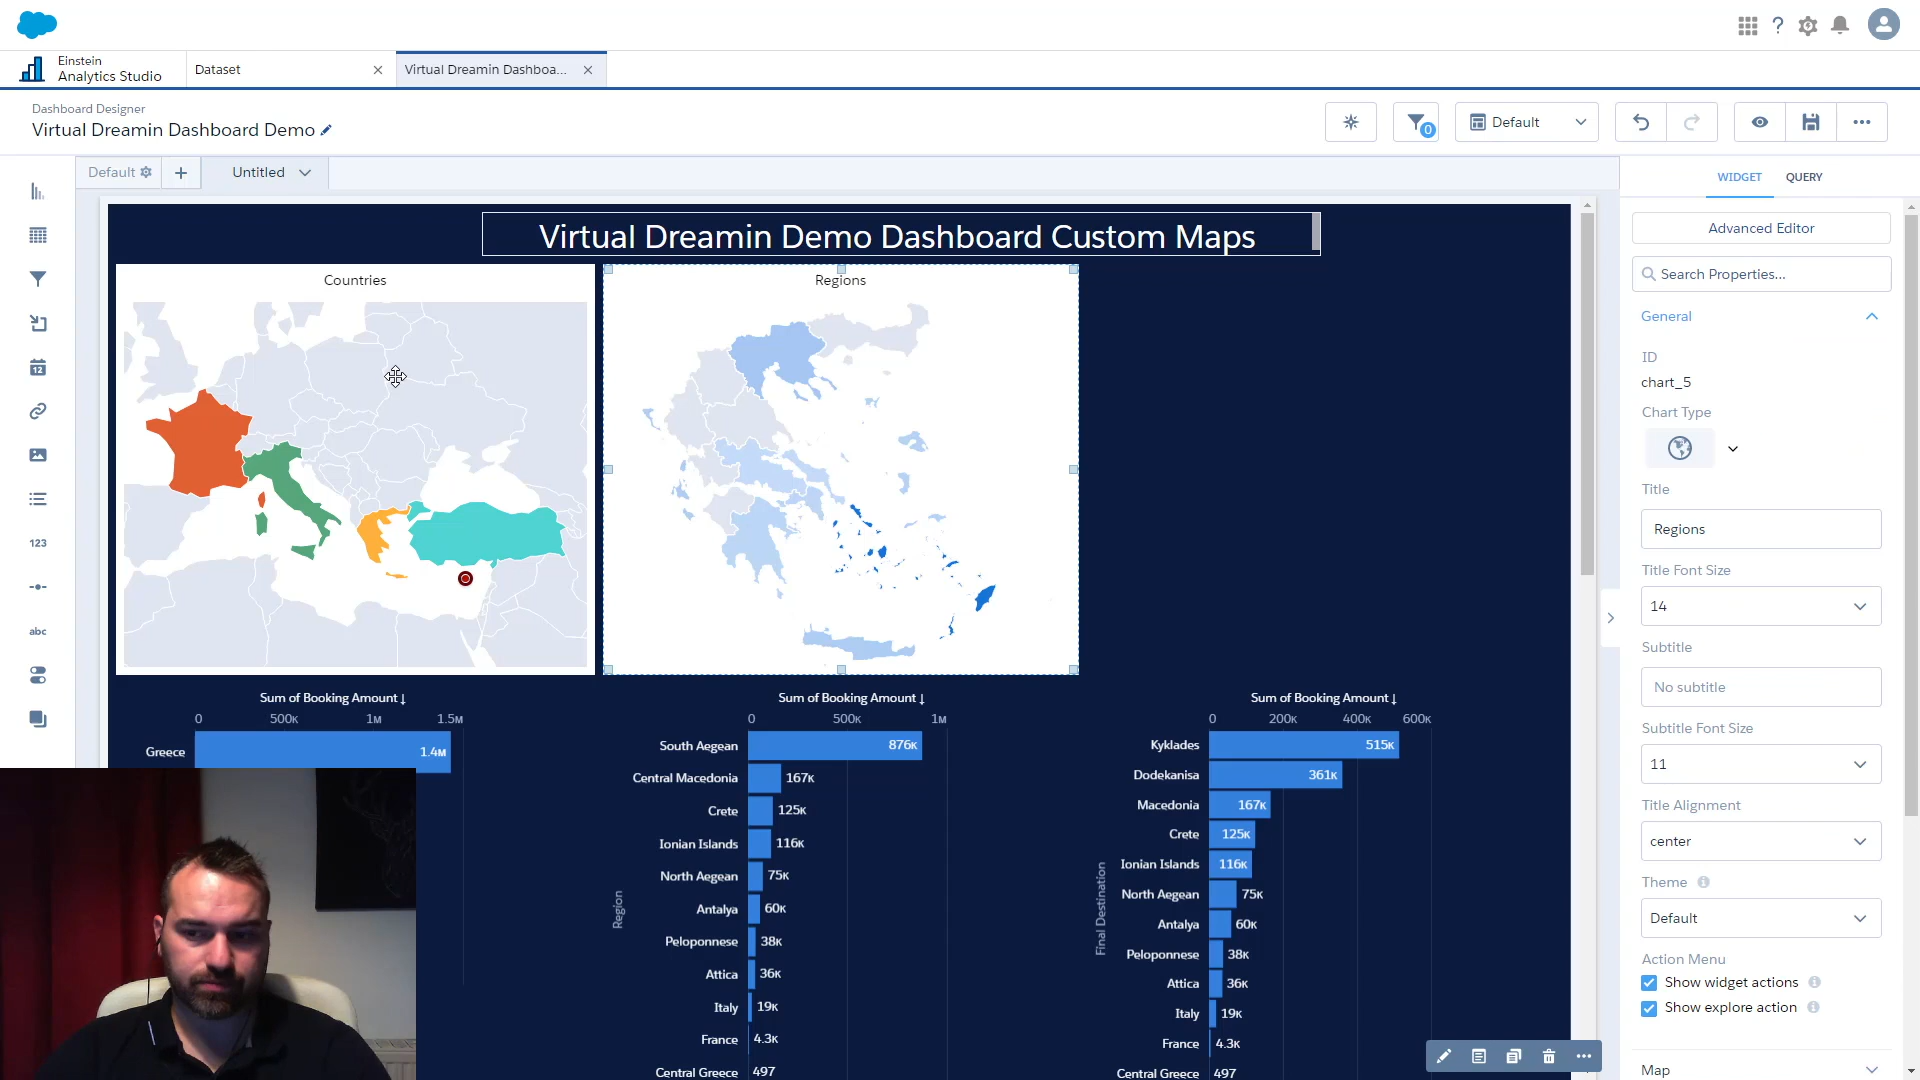 Einstein
Analytics Studio
Dataset
Virtual Dreamin Dashboa...
Dashboard Designer
Virtual Dreamin Dashboard Demo
0
Default
Default
Untitled
WIDGET
QUERY
12
123
abc
Virtual Dreamin Demo Dashboard Custom Maps
Countries
Regions
Sum of Booking Amount↓
0 500K 1M 1.5M
Greece 1.4M
Sum of Booking Amount↓
0 500K 1M
Region
South Aegean 876K
Central Macedonia 167K
Crete 125K
Ionian Islands 116K
North Aegean 75K
Antalya 60K
Peloponnese 38K
Attica 36K
Italy 19K
France 4.3K
Central Greece 497
Sum of Booking Amount↓
0 200K 400K 600K
Final Destination
Kyklades 515K
Dodekanisa 361K
Macedonia 167K
Crete 125K
Ionian Islands 116K
North Aegean 75K
Antalya 60K
Peloponnese 38K
Attica 36K
Italy 19K
France 4.3K
Central Greece 497
Advanced Editor
Search Properties...
General
ID
chart_5
Chart Type
Title
Regions
Title Font Size
14
Subtitle
No subtitle
Subtitle Font Size
11
Title Alignment
center
Theme
Default
Action Menu
Show widget actions
Show explore action
Map